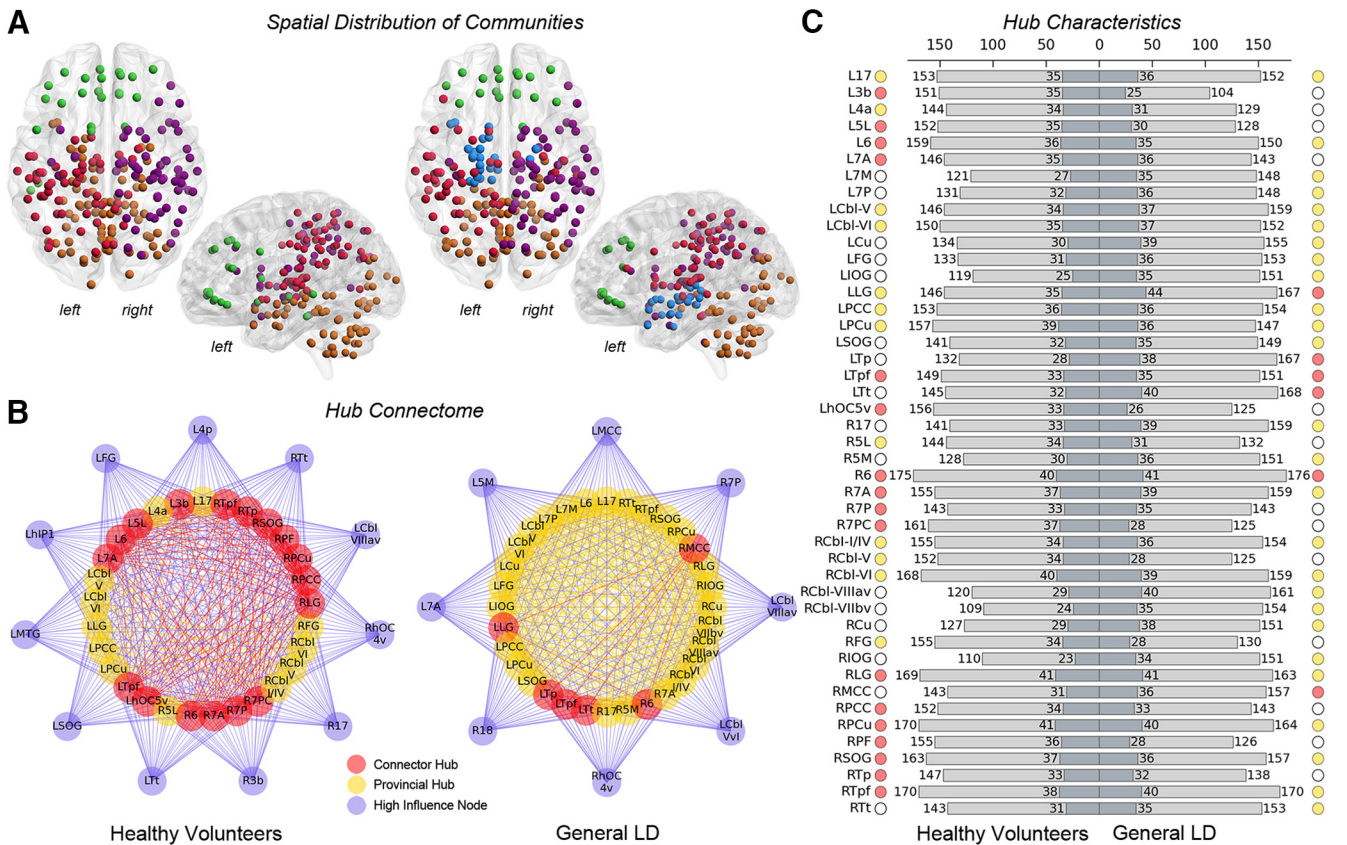 A
Spatial Distribution of Communities
left
right
left
left
right
left
B
Hub Connectome
L4p
RTt
LCbl
VIIIav
RhOC
4v
R17
R3b
LTt
LSOG
LMTG
LhIP1
LFG
L17
RTpf
RTp
RSOG
RPF
RPCu
RPCC
RLG
RFG
RCbl
VI
RCbl
V
RCbl
I/IV
R7PC
R7P
R7A
R6
R5L
LhOC5v
LTpf
LPCu
LPCC
LLG
LCbl
VI
LCbl
V
L7A
L6
L5L
L4a
L3b
Healthy Volunteers
LMCC
R7P
LCbl
VIIIav
LCbl
VvI
RhOC
4v
R18
L7A
L5M
L17
RTt
RTpf
RSOG
RPCu
RMCC
RLG
RIOG
RCu
RCbl
VIIbv
RCbl
VIIIav
RCbl
VI
RCbl
I/IV
R7A
R6
R5M
R17
LTt
LTpf
LTp
LSOG
LPCu
LPCC
LLG
LIOG
LFG
LCu
LCbl
VI
LCbl
V
L7P
L7M
L6
General LD
Connector Hub
Provincial Hub
High Influence Node
C
Hub Characteristics
150 100 50 0 50 100 150
L17 153 35 36 152
L3b 151 35 25 104
L4a 144 34 31 129
L5L 152 35 30 128
L6 159 36 35 150
L7A 146 35 36 143
L7M 121 27 35 148
L7P 131 32 36 148
LCbl-V 146 34 37 159
LCbl-VI 150 35 37 152
LCu 134 30 39 155
LFG 133 31 36 153
LIOG 119 25 35 151
LLG 146 35 44 167
LPCC 153 36 36 154
LPCu 157 39 36 147
LSOG 141 32 35 149
LTp 132 28 38 167
LTpf 149 33 35 151
LTt 145 32 40 168
LhOC5v 156 33 26 125
R17 141 33 39 159
R5L 144 34 31 132
R5M 128 30 36 151
R6 175 40 41 176
R7A 155 37 39 159
R7P 143 33 35 143
R7PC 161 37 28 125
RCbl-I/IV 155 34 36 154
RCbl-V 152 34 28 125
RCbl-VI 168 40 39 159
RCbl-VIIIav 120 29 40 161
RCbl-VIIbv 109 24 35 154
RCu 127 29 38 151
RFG 155 34 28 130
RIOG 110 23 34 151
RLG 169 41 41 163
RMCC 143 31 36 157
RPCC 152 34 33 143
RPCu 170 41 40 164
RPF 155 36 28 126
RSOG 163 37 36 157
RTp 147 33 32 138
RTpf 170 38 40 170
RTt 143 31 35 153
Healthy Volunteers
General LD